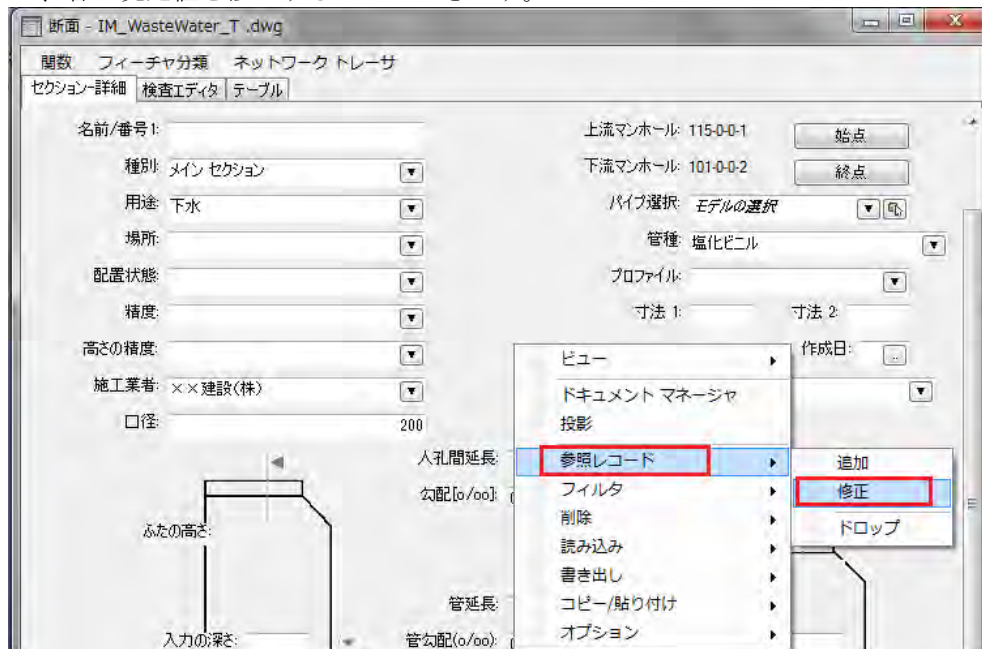 断面 - IM_WasteWater_T .dwg
関数 フィーチャ分類 ネットワーク トレーサ
セクション-詳細 検査エディタ テーブル
名前/番号1:
種別: メイン セクション
用途: 下水
場所:
配置状態:
精度:
高さの精度:
施工業者: ××建設(株)
口径: 200
上流マンホール: 115-0-0-1 始点
下流マンホール: 101-0-0-2 終点
パイプ選択: モデルの選択
管種: 塩化ビニル
プロファイル:
寸法 1: 寸法 2:
作成日:
ビュー
ドキュメント マネージャ
投影
参照レコード
フィルタ
削除
読み込み
書き出し
コピー/貼り付け
オプション
追加
修正
ドロップ
人孔間延長:
勾配[o/oo]:
ふたの高さ:
管延長:
入力の深さ:
管勾配(o/oo):